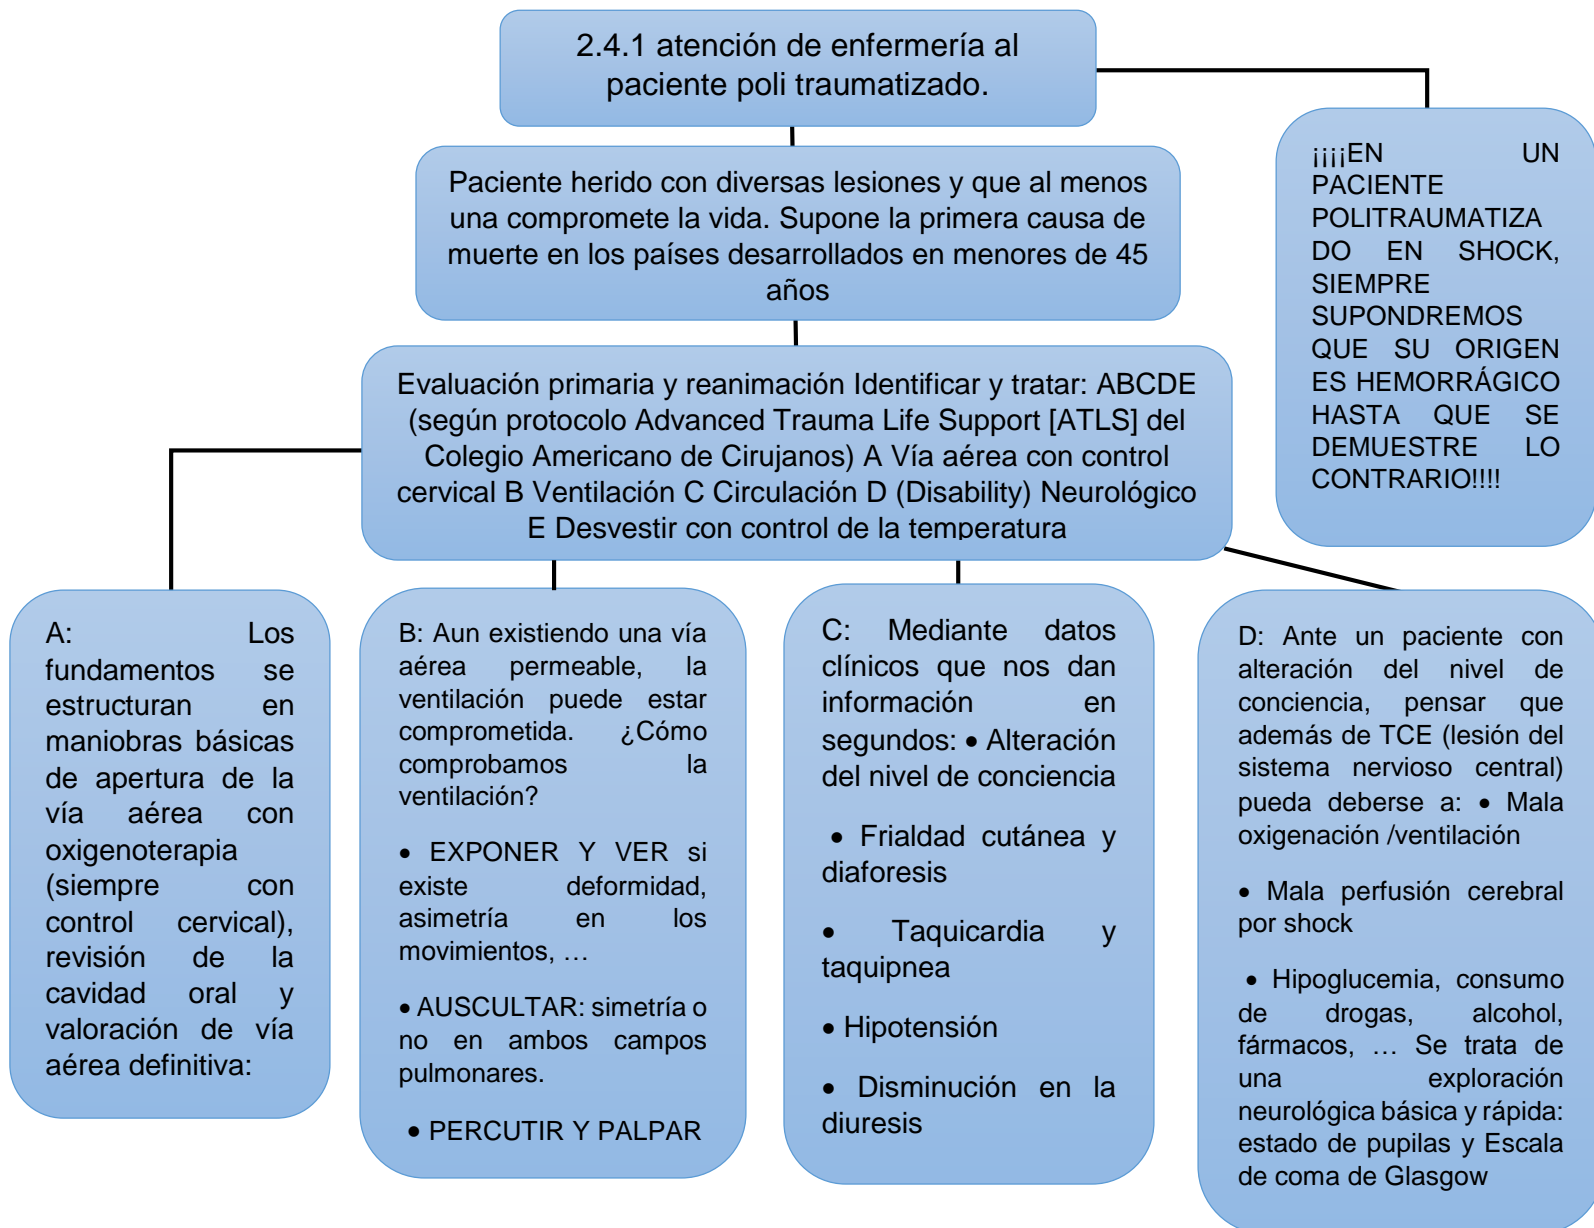 2.4.1 atención de enfermería al
paciente poli traumatizado.
Paciente herido con diversas lesiones y que al menos
una compromete la vida. Supone la primera causa de
muerte en los países desarrollados en menores de 45
años
¡¡¡¡EN UN
PACIENTE
POLITRAUMATIZA
DO EN SHOCK,
SIEMPRE
SUPONDREMOS
QUE SU ORIGEN
ES HEMORRÁGICO
HASTA QUE SE
DEMUESTRE LO
CONTRARIO!!!!
Evaluación primaria y reanimación Identificar y tratar: ABCDE
(según protocolo Advanced Trauma Life Support [ATLS] del
Colegio Americano de Cirujanos) A Vía aérea con control
cervical B Ventilación C Circulación D (Disability) Neurológico
E Desvestir con control de la temperatura
A: Los
fundamentos se
estructuran en
maniobras básicas
de apertura de la
vía aérea con
oxigenoterapia
(siempre con
control cervical),
revisión de la
cavidad oral y
valoración de vía
aérea definitiva:
B: Aun existiendo una vía
aérea permeable, la
ventilación puede estar
comprometida. ¿Cómo
comprobamos la
ventilación?
• EXPONER Y VER si
existe deformidad,
asimetría en los
movimientos, …
• AUSCULTAR: simetría o
no en ambos campos
pulmonares.
• PERCUTIR Y PALPAR
C: Mediante datos
clínicos que nos dan
información en
segundos: • Alteración
del nivel de conciencia
• Frialdad cutánea y
diaforesis
• Taquicardia y
taquipnea
• Hipotensión
• Disminución en la
diuresis
D: Ante un paciente con
alteración del nivel de
conciencia, pensar que
además de TCE (lesión del
sistema nervioso central)
pueda deberse a: • Mala
oxigenación /ventilación
• Mala perfusión cerebral
por shock
• Hipoglucemia, consumo
de drogas, alcohol,
fármacos, … Se trata de
una exploración
neurológica básica y rápida:
estado de pupilas y Escala
de coma de Glasgow